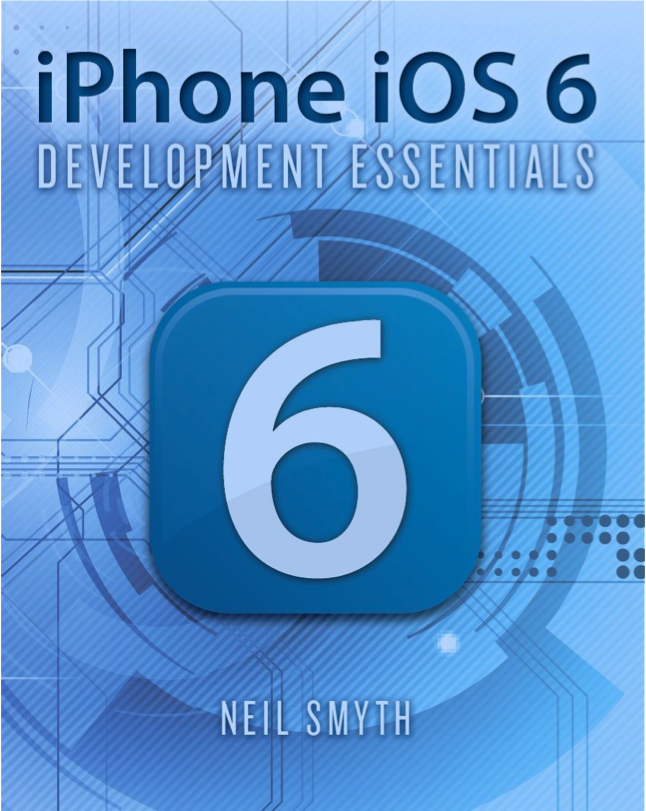 iPhone iOS 6
DEVELOPMENT ESSENTIALS
6
NEIL SMYTH